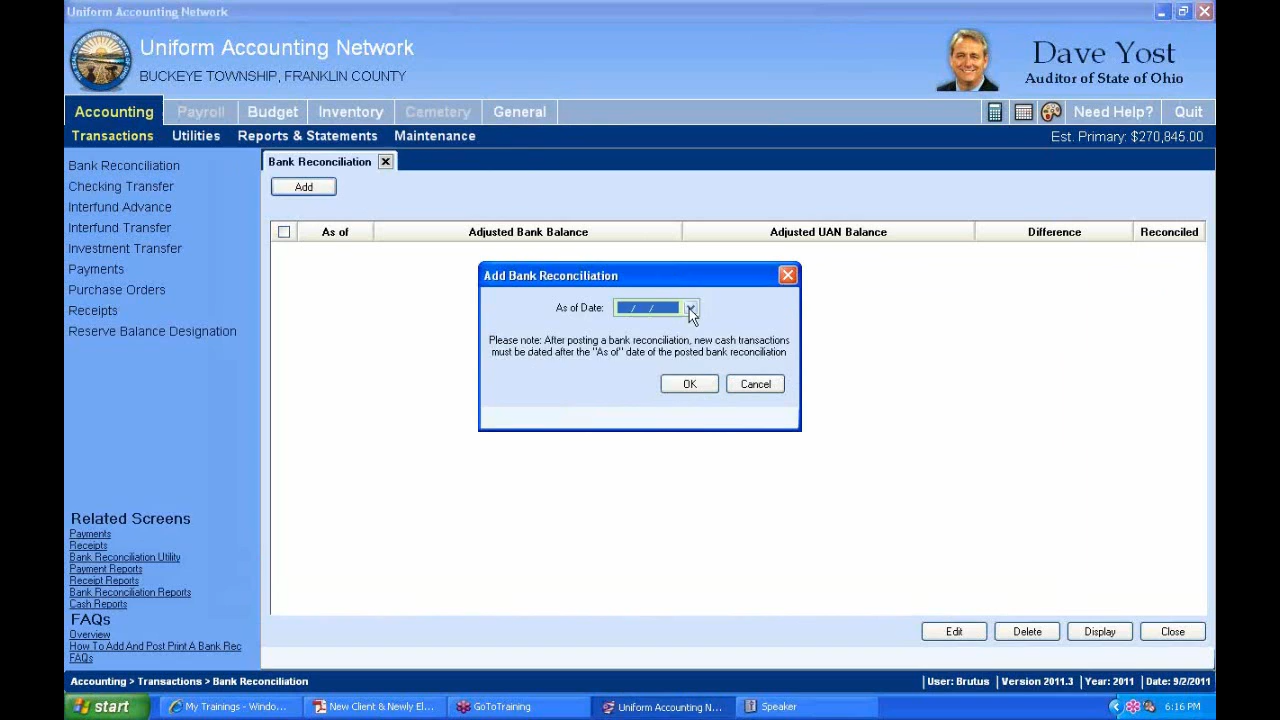 Uniform Accounting Network
Uniform Accounting Network
BUCKEYE TOWNSHIP, FRANKLIN COUNTY
Dave Yost
Auditor of State of Ohio
Accounting Payroll Budget Inventory Cemetery General Need Help? Quit
Transactions Utilities Reports & Statements Maintenance Est. Primary: $270,845.00
Bank Reconciliation
Checking Transfer
Interfund Advance
Interfund Transfer
Investment Transfer
Payments
Purchase Orders
Receipts
Reserve Balance Designation
Related Screens
Payments
Receipts
Bank Reconciliation Utility
Payment Reports
Receipt Reports
Bank Reconciliation Reports
Cash Reports
FAQs
Overview
How To Add And Post Print A Bank Rec
FAQs
Bank Reconciliation
Add
As of Adjusted Bank Balance Adjusted UAN Balance Difference Reconciled
Add Bank Reconciliation
As of Date: / /
Please note: After posting a bank reconciliation, new cash transactions
must be dated after the "As of" date of the posted bank reconciliation
OK Cancel
Edit Delete Display Close
Accounting > Transactions > Bank Reconciliation User: Brutus Version 2011.3 Year: 2011 Date: 9/2/2011
start My Trainings - Windo... New Client & Newly El... GoToTraining Uniform Accounting N... Speaker 6:16 PM